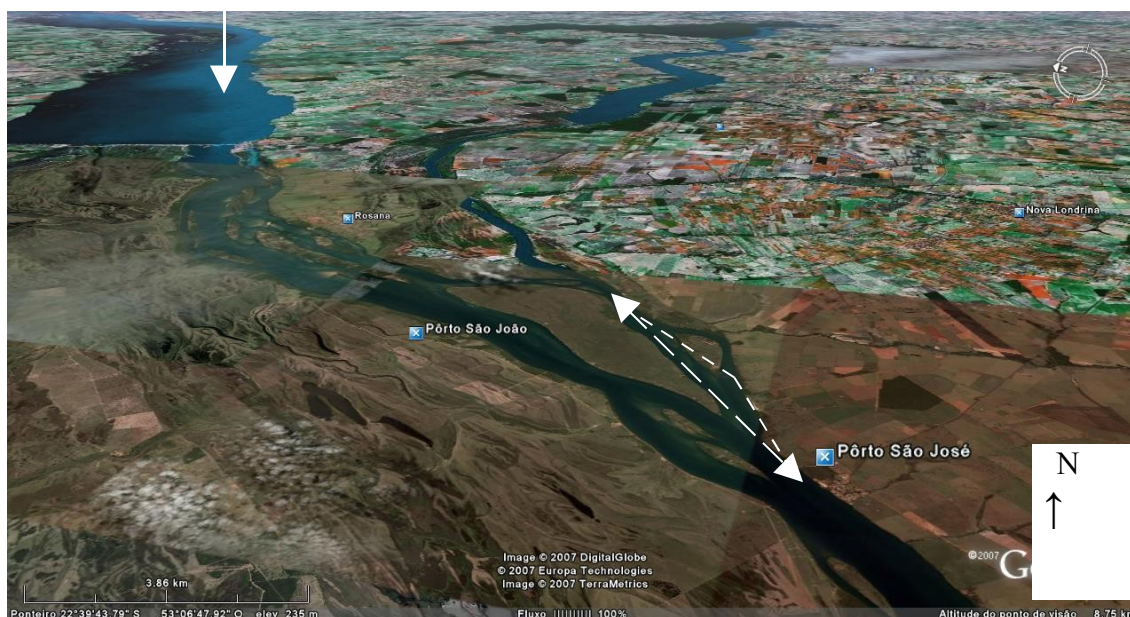 Rosana
Nova Londrina
Pôrto São João
Pôrto São José
N
Image © 2007 DigitalGlobe
© 2007 Europa Technologies
Image © 2007 TerraMetrics
©2007
3.86 km
Ponteiro 22°39'43.79" S 53°06'47.92" O elev 235 m Fluxo |||||||||| 100% Altitude do ponto de visão 8.75 km